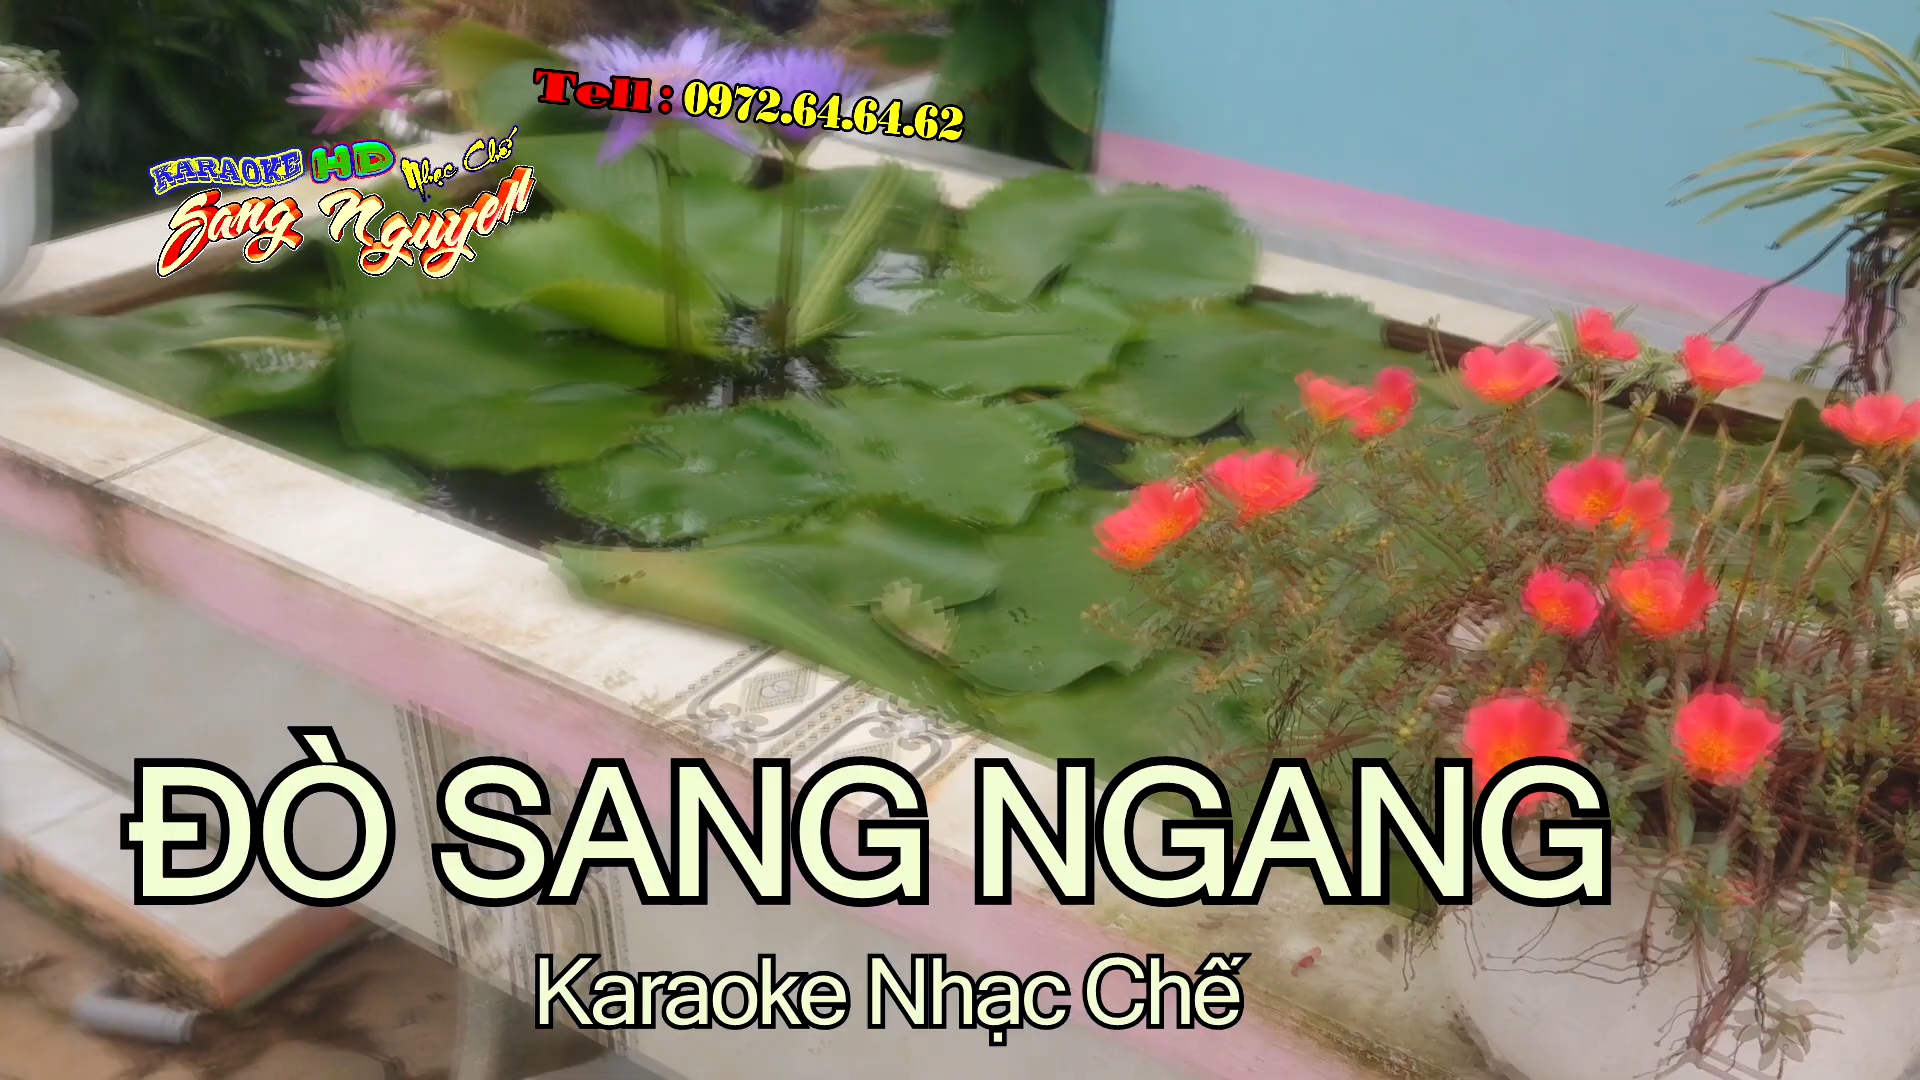 Tell : 0972.64.64.62
KARAOKE HD Nhạc Chế
Sang Nguyen
ĐÒ SANG NGANG
Karaoke Nhạc Chế